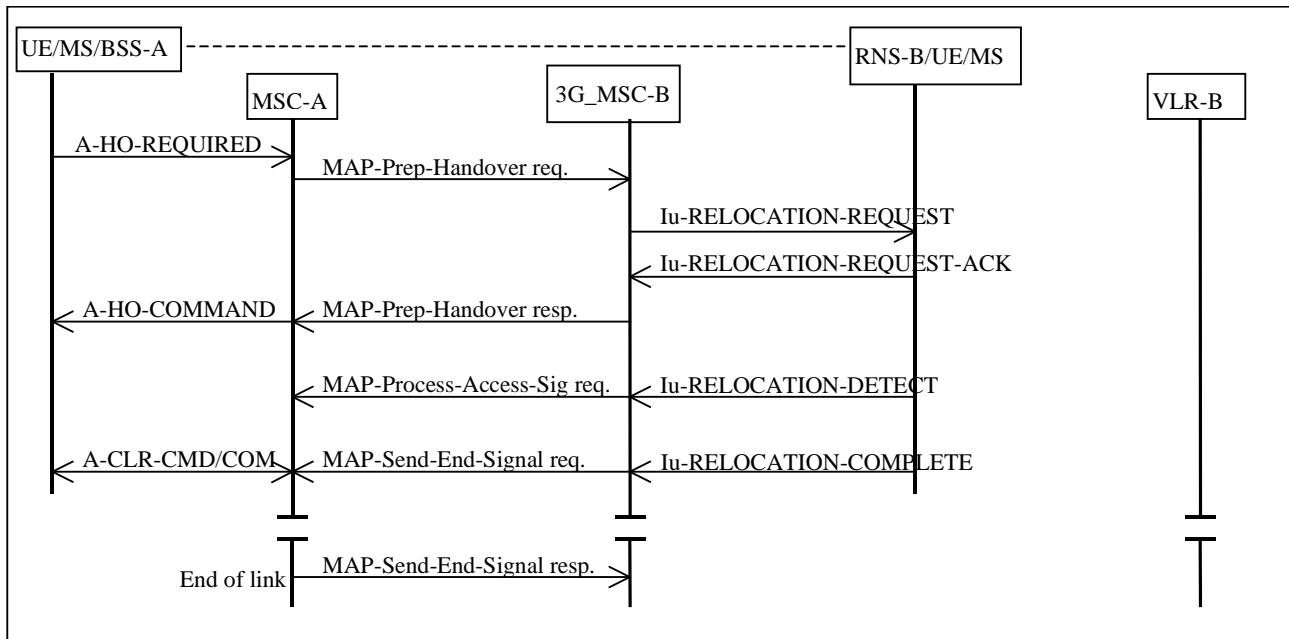 UE/MS/BSS-A
RNS-B/UE/MS
MSC-A
3G_MSC-B
VLR-B
A-HO-REQUIRED
MAP-Prep-Handover req.
Iu-RELOCATION-REQUEST
Iu-RELOCATION-REQUEST-ACK
A-HO-COMMAND
MAP-Prep-Handover resp.
MAP-Process-Access-Sig req.
Iu-RELOCATION-DETECT
A-CLR-CMD/COM
MAP-Send-End-Signal req.
Iu-RELOCATION-COMPLETE
End of link
MAP-Send-End-Signal resp.